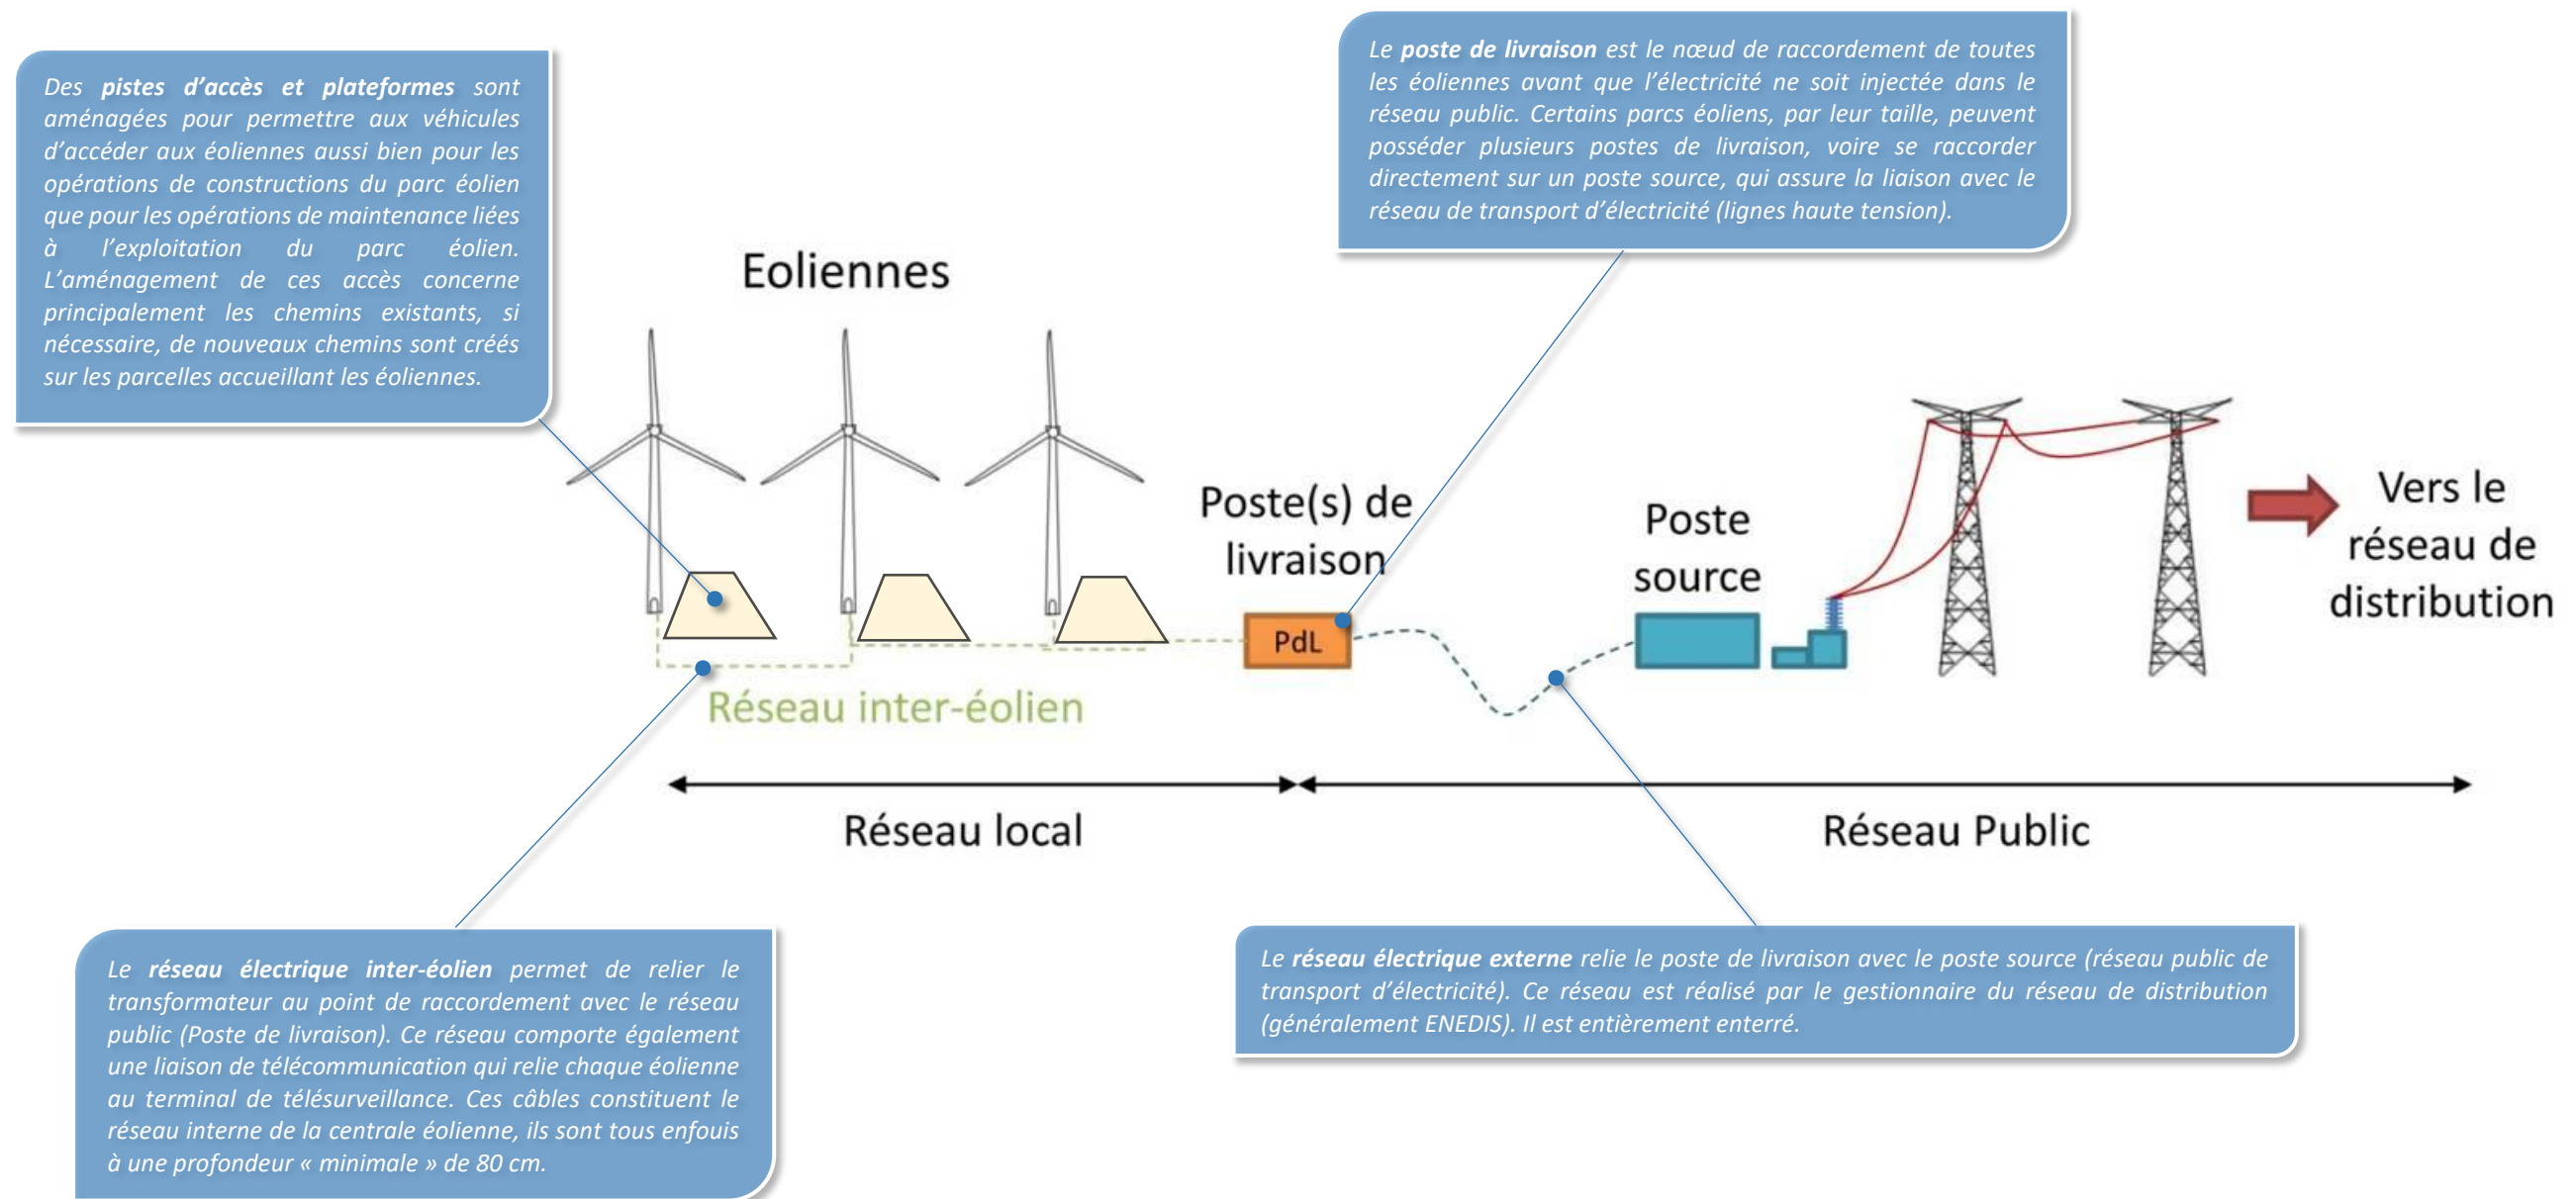 Des pistes d'accès et plateformes sont
aménagées pour permettre aux véhicules
d'accéder aux éoliennes aussi bien pour les
opérations de constructions du parc éolien
que pour les opérations de maintenance liées
à l'exploitation du parc éolien.
L'aménagement de ces accès concerne
principalement les chemins existants, si
nécessaire, de nouveaux chemins sont créés
sur les parcelles accueillant les éoliennes.
Le poste de livraison est le nœud de raccordement de toutes
les éoliennes avant que l'électricité ne soit injectée dans le
réseau public. Certains parcs éoliens, par leur taille, peuvent
posséder plusieurs postes de livraison, voire se raccorder
directement sur un poste source, qui assure la liaison avec le
réseau de transport d'électricité (lignes haute tension).
Eoliennes
Poste(s) de
livraison
PdL
Poste
source
Vers le
réseau de
distribution
Réseau inter-éolien
Réseau local
Réseau Public
Le réseau électrique inter-éolien permet de relier le
transformateur au point de raccordement avec le réseau
public (Poste de livraison). Ce réseau comporte également
une liaison de télécommunication qui relie chaque éolienne
au terminal de télésurveillance. Ces câbles constituent le
réseau interne de la centrale éolienne, ils sont tous enfouis
à une profondeur « minimale » de 80 cm.
Le réseau électrique externe relie le poste de livraison avec le poste source (réseau public de
transport d'électricité). Ce réseau est réalisé par le gestionnaire du réseau de distribution
(généralement ENEDIS). Il est entièrement enterré.